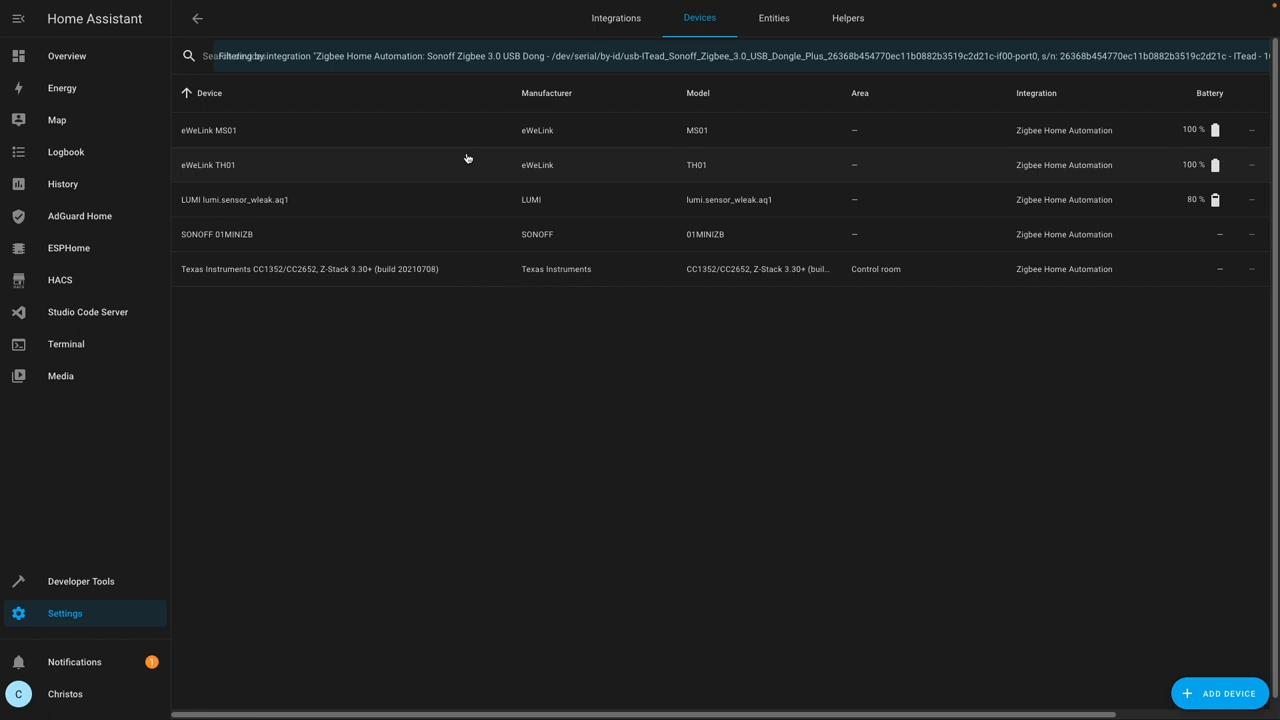 Home Assistant
Integrations
Devices
Entities
Helpers
Overview
Energy
Map
Logbook
History
AdGuard Home
ESPHome
HACS
Studio Code Server
Terminal
Media
Developer Tools
Settings
Notifications
1
C
Christos
Filtering by integration "Zigbee Home Automation: Sonoff Zigbee 3.0 USB Dong - /dev/serial/by-id/usb-ITead_Sonoff_Zigbee_3.0_USB_Dongle_Plus_26368b454770ec11b0882b3519c2d21c-if00-port0, s/n: 26368b454770ec11b0882b3519c2d21c - ITead -
Device Manufacturer Model Area Integration Battery
eWeLink MS01 eWeLink MS01 — Zigbee Home Automation 100 % —
eWeLink TH01 eWeLink TH01 — Zigbee Home Automation 100 % —
LUMI lumi.sensor_wleak.aq1 LUMI lumi.sensor_wleak.aq1 — Zigbee Home Automation 80 % —
SONOFF 01MINIZB SONOFF 01MINIZB — Zigbee Home Automation — —
Texas Instruments CC1352/CC2652, Z-Stack 3.30+ (build 20210708) Texas Instruments CC1352/CC2652, Z-Stack 3.30+ (buil... Control room Zigbee Home Automation — —
ADD DEVICE